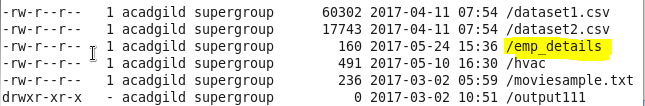 -rw-r--r-- 1 acadgild supergroup 60302 2017-04-11 07:54 /dataset1.csv
-rw-r--r-- 1 acadgild supergroup 17743 2017-04-11 07:54 /dataset2.csv
-rw-r--r-- 1 acadgild supergroup 160 2017-05-24 15:36 /emp_details
-rw-r--r-- 1 acadgild supergroup 491 2017-05-10 16:30 /hvac
-rw-r--r-- 1 acadgild supergroup 236 2017-03-02 05:59 /moviesample.txt
drwxr-xr-x - acadgild supergroup 0 2017-03-02 10:51 /output111